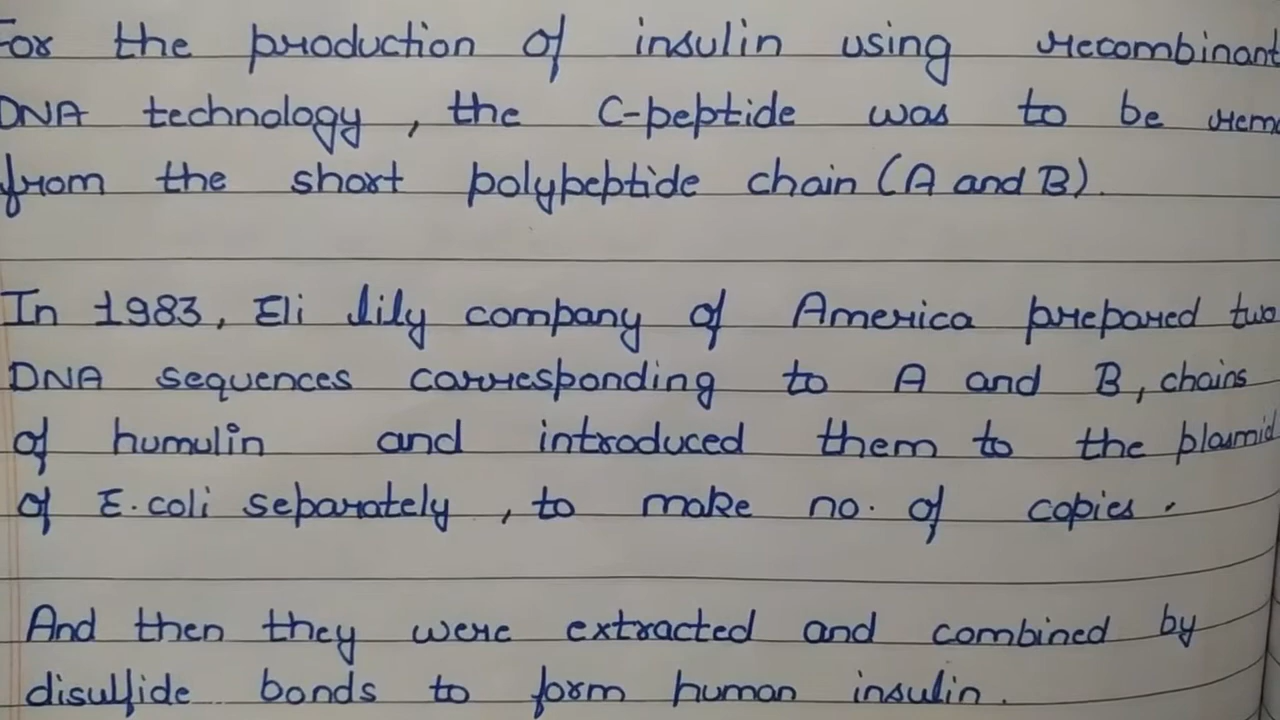 For the production of insulin using recombinant
DNA technology, the C-peptide was to be
from the short polypeptide chain (A and B).
In 1983, Eli lily company of America prepared two
DNA sequences corresponding to A and B, chains
of humulin and introduced them to the plasmid
of E.coli separately, to make no. of copies.
And then they were extracted and combined by
disulfide bonds to form human insulin.